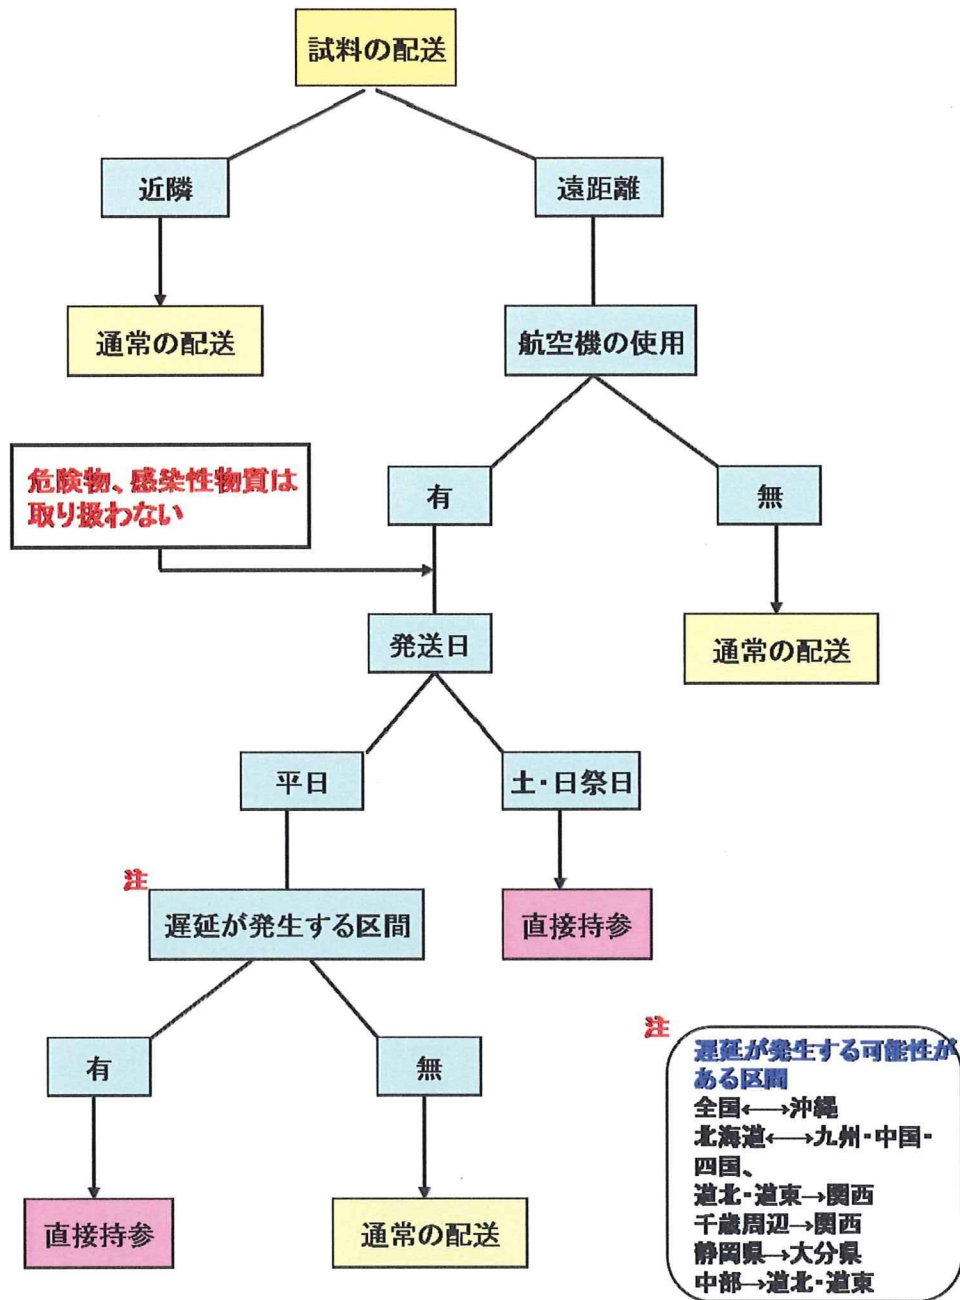 試料の配送
近隣
遠距離
通常の配送
航空機の使用
危険物、感染性物質は
取り扱わない
有
無
発送日
通常の配送
平日
土・日祭日
注
遅延が発生する区間
直接持参
有
無
直接持参
通常の配送
注
遅延が発生する可能性が
ある区間
全国←→沖縄
北海道←→九州・中国・
四国、
道北・道東→関西
千歳周辺→関西
静岡県→大分県
中部→道北・道東